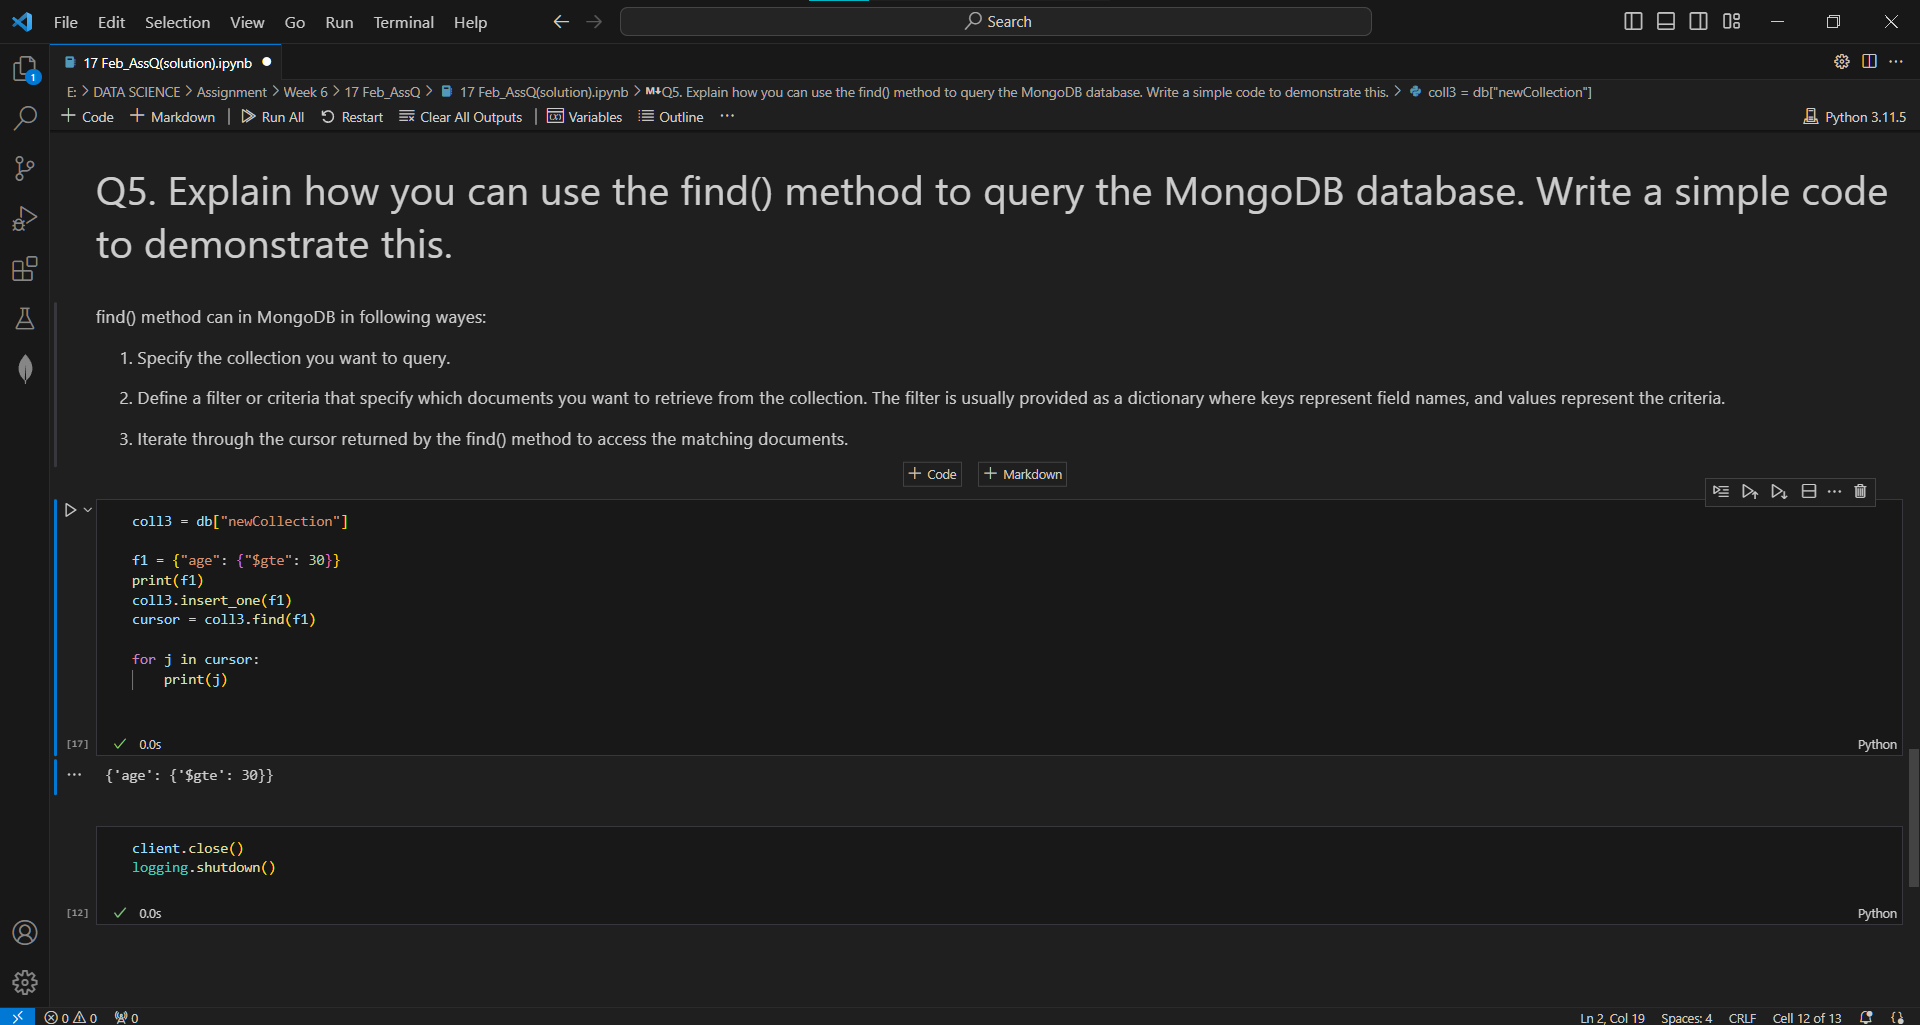 File Edit Selection View Go Run Terminal Help
Search
17 Feb_AssQ(solution).ipynb
E: > DATA SCIENCE > Assignment > Week 6 > 17 Feb_AssQ > 17 Feb_AssQ(solution).ipynb > M↓Q5. Explain how you can use the find() method to query the MongoDB database. Write a simple code to demonstrate this. > coll3 = db["newCollection"]
+ Code + Markdown | Run All Restart Clear All Outputs | Variables Outline ···
Python 3.11.5
Q5. Explain how you can use the find() method to query the MongoDB database. Write a simple code
to demonstrate this.
find() method can in MongoDB in following wayes:
1. Specify the collection you want to query.
2. Define a filter or criteria that specify which documents you want to retrieve from the collection. The filter is usually provided as a dictionary where keys represent field names, and values represent the criteria.
3. Iterate through the cursor returned by the find() method to access the matching documents.
+ Code + Markdown
coll3 = db["newCollection"]
f1 = {"age": {"$gte": 30}}
print(f1)
coll3.insert_one(f1)
cursor = coll3.find(f1)
for j in cursor:
    print(j)
[17] ✓ 0.0s
Python
··· {'age': {'$gte': 30}}
client.close()
logging.shutdown()
[12] ✓ 0.0s
Python
1
0 0 0
Ln 2, Col 19 Spaces: 4 CRLF Cell 12 of 13